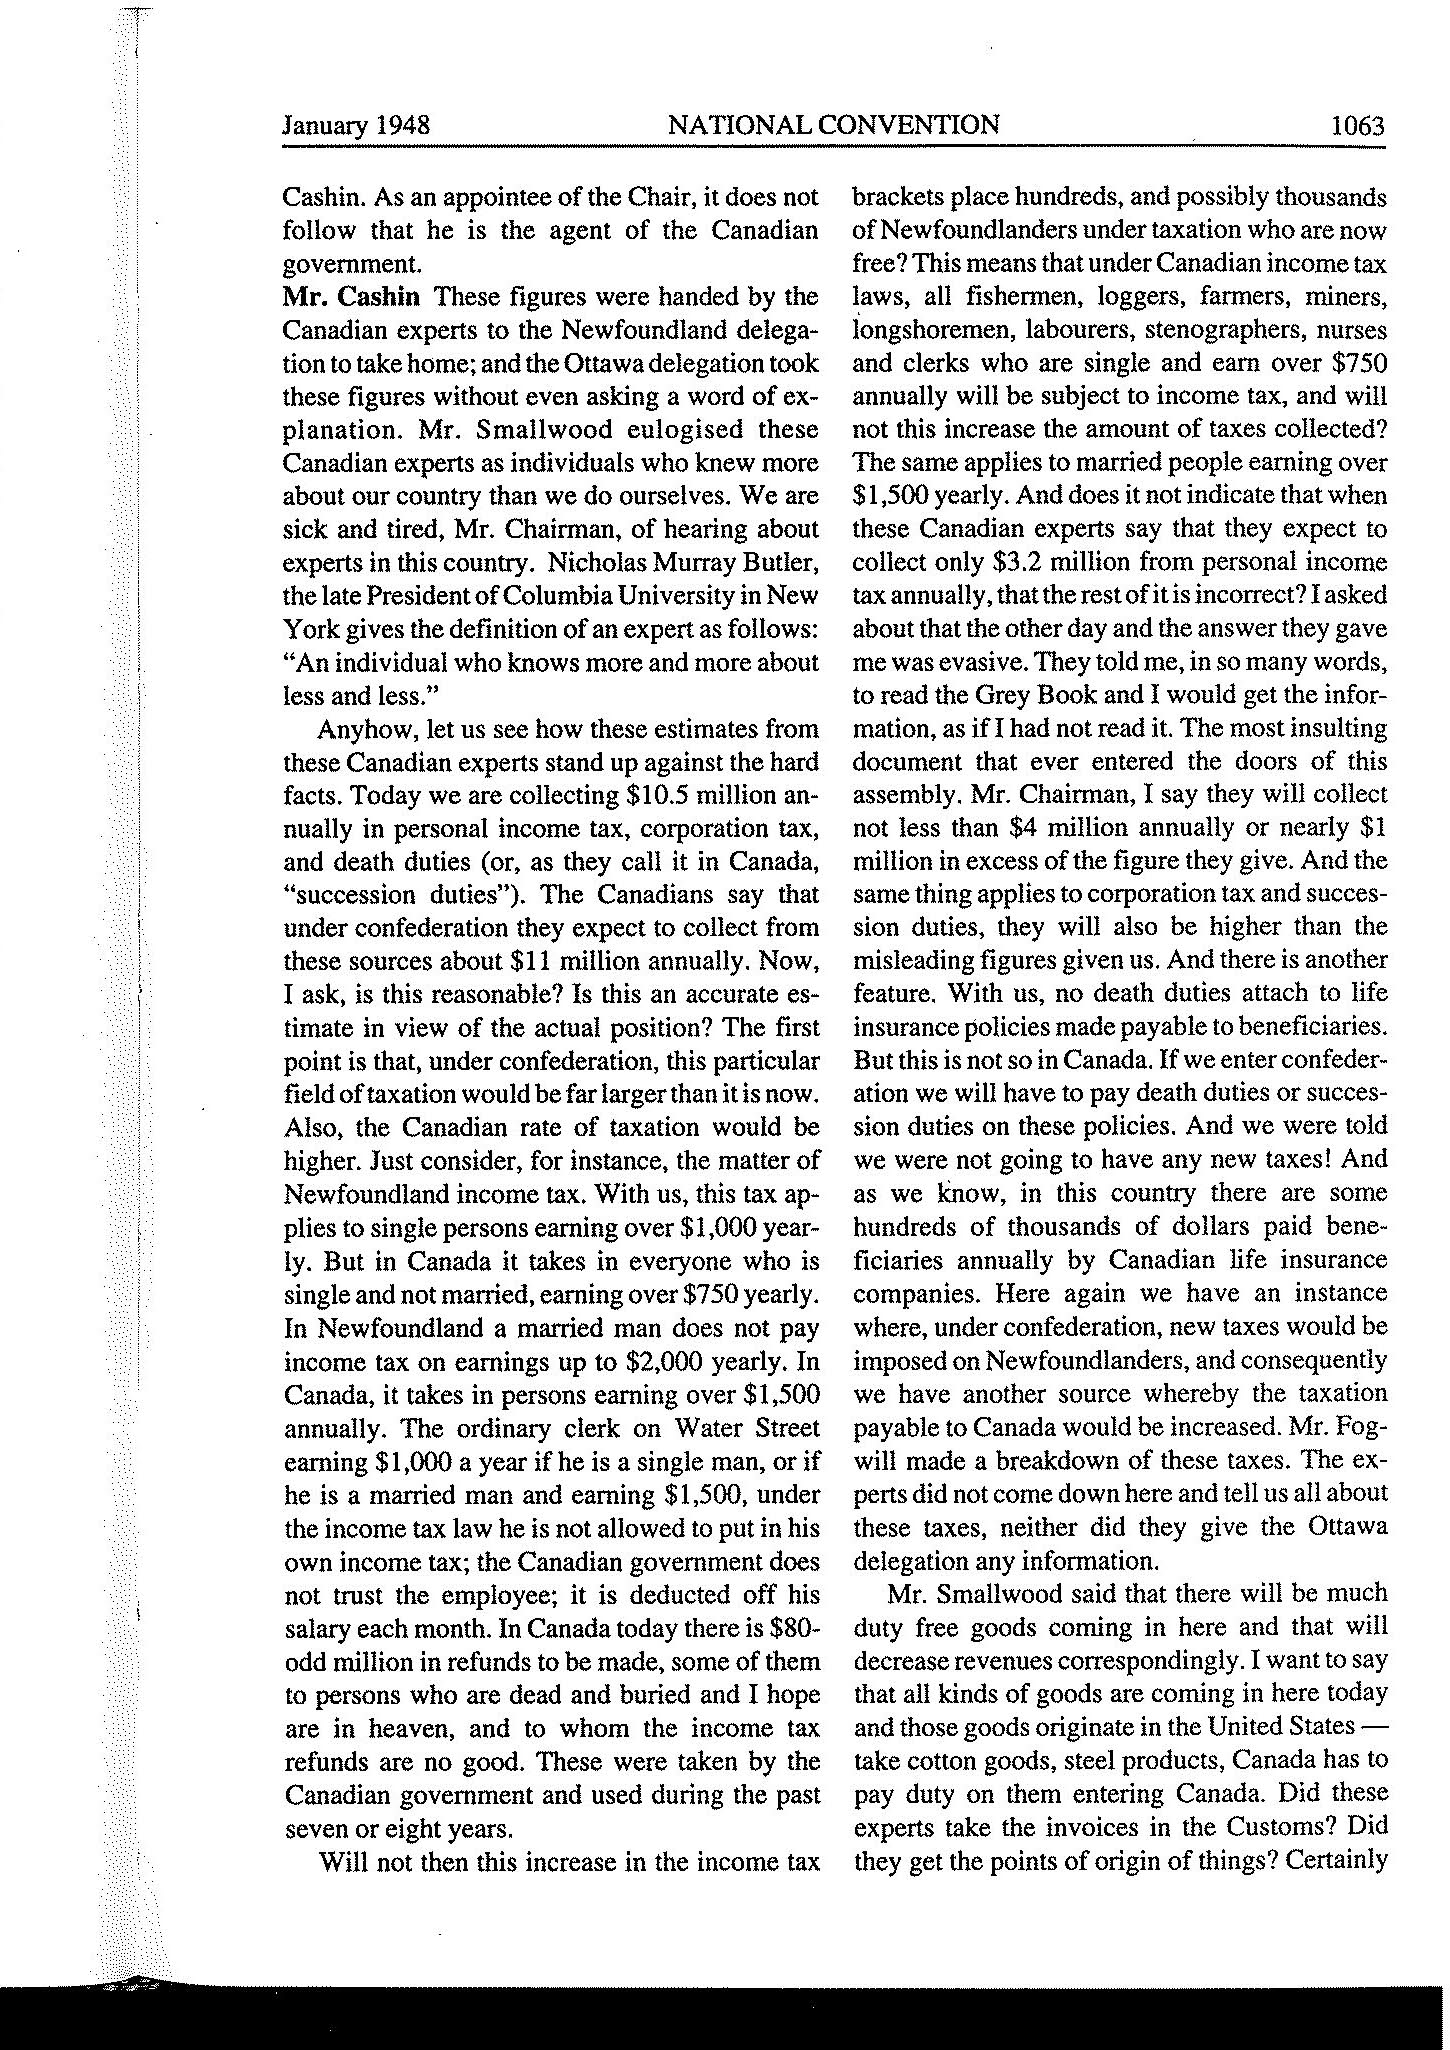 January 1948 NATIONAL CONVENTION 1063
Cashin. As an appointee of the Chair, it does not
follow that he is the agent of the Canadian
government.
Mr. Cashin These figures were handed by the
Canadian experts to the Newfoundland delega-
tion to take home; and the Ottawa delegation took
these figures without even asking a word of ex-
planation. Mr. Smallwood eulogised these
Canadian experts as individuals who knew more
about our country than we do ourselves. We are
sick and tired, Mr. Chairman, of hearing about
experts in this country. Nicholas Murray Butler,
the late President of Columbia University in New
York gives the definition of an expert as follows:
“An individual who knows more and more about
less and less.”
Anyhow, let us see how these estimates from
these Canadian experts stand up against the hard
facts. Today we are collecting $10.5 million an-
nually in personal income tax, corporation tax,
and death duties (or, as they call it in Canada,
“succession duties”). The Canadians say that
under confederation they expect to collect from
these sources about $11 million annually. Now,
I ask, is this reasonable? Is this an accurate es-
timate in view of the actual position? The first
point is that, under confederation, this particular
field of taxation would be far larger than it is now.
Also, the Canadian rate of taxation would be
higher. Just consider, for instance, the matter of
Newfoundland income tax. With us, this tax ap-
plies to single persons earning over $1,000 year-
ly. But in Canada it takes in everyone who is
single and not married, earning over $750 yearly.
In Newfoundland a married man does not pay
income tax on earnings up to $2,000 yearly. In
Canada, it takes in persons earning over $1,500
annually. The ordinary clerk on Water Street
earning $1,000 a year if he is a single man, or if
he is a married man and earning $1,500, under
the income tax law he is not allowed to put in his
own income tax; the Canadian government does
not trust the employee; it is deducted off his
salary each month. In Canada today there is $80-
odd million in refunds to be made, some of them
to persons who are dead and buried and I hope
are in heaven, and to whom the income tax
refunds are no good. These were taken by the
Canadian government and used during the past
seven or eight years.
Will not then this increase in the income tax
brackets place hundreds, and possibly thousands
of Newfoundlanders under taxation who are now
free? This means that under Canadian income tax
laws, all fishermen, loggers, farmers, miners,
longshoremen, labourers, stenographers, nurses
and clerks who are single and earn over $750
annually will be subject to income tax, and will
not this increase the amount of taxes collected?
The same applies to married people earning over
$1,500 yearly. And does it not indicate that when
these Canadian experts say that they expect to
collect only $3.2 million from personal income
tax annually, that the rest of it is incorrect? I asked
about that the other day and the answer they gave
me was evasive. They told me, in so many words,
to read the Grey Book and I would get the infor-
mation, as if I had not read it. The most insulting
document that ever entered the doors of this
assembly. Mr. Chairman, I say they will collect
not less than $4 million annually or nearly $1
million in excess of the figure they give. And the
same thing applies to corporation tax and succes-
sion duties, they will also be higher than the
misleading figures given us. And there is another
feature. With us, no death duties attach to life
insurance policies made payable to beneficiaries.
But this is not so in Canada. If we enter confeder-
ation we will have to pay death duties or succes-
sion duties on these policies. And we were told
we were not going to have any new taxes! And
as we know, in this country there are some
hundreds of thousands of dollars paid bene-
ficiaries annually by Canadian life insurance
companies. Here again we have an instance
where, under confederation, new taxes would be
imposed on Newfoundlanders, and consequently
we have another source whereby the taxation
payable to Canada would be increased. Mr. Fog-
will made a breakdown of these taxes. The ex-
perts did not come down here and tell us all about
these taxes, neither did they give the Ottawa
delegation any information.
Mr. Smallwood said that there will be much
duty free goods coming in here and that will
decrease revenues correspondingly. I want to say
that all kinds of goods are coming in here today
and those goods originate in the United States —
take cotton goods, steel products, Canada has to
pay duty on them entering Canada. Did these
experts take the invoices in the Customs? Did
they get the points of origin of things? Certainly